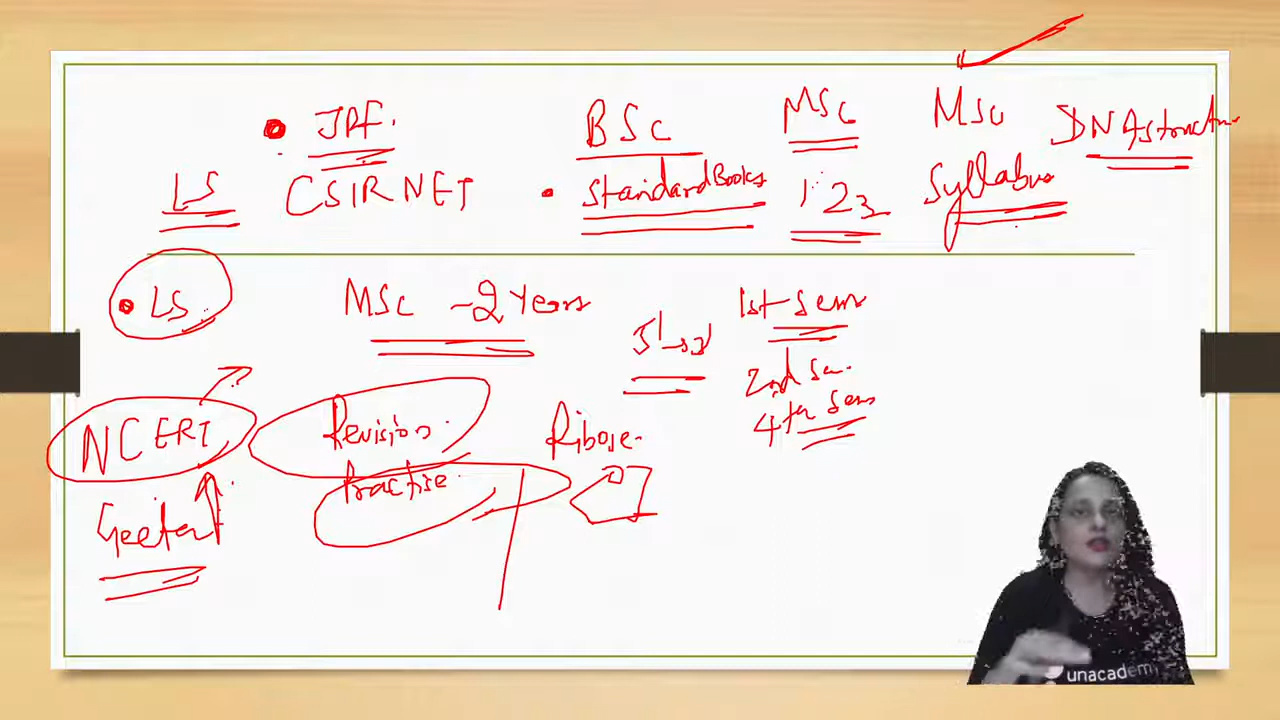 JRF.
BSc
MSc
MSc
DNA structure
LS
CSIR NET
Standard Books
1 2 3
Syllabus
LS
MSc - 2 Years
1st Sem
2nd Sem.
4th Sem
NCERT
Revision.
Ribose.
Practise.
Geeta
unacademy